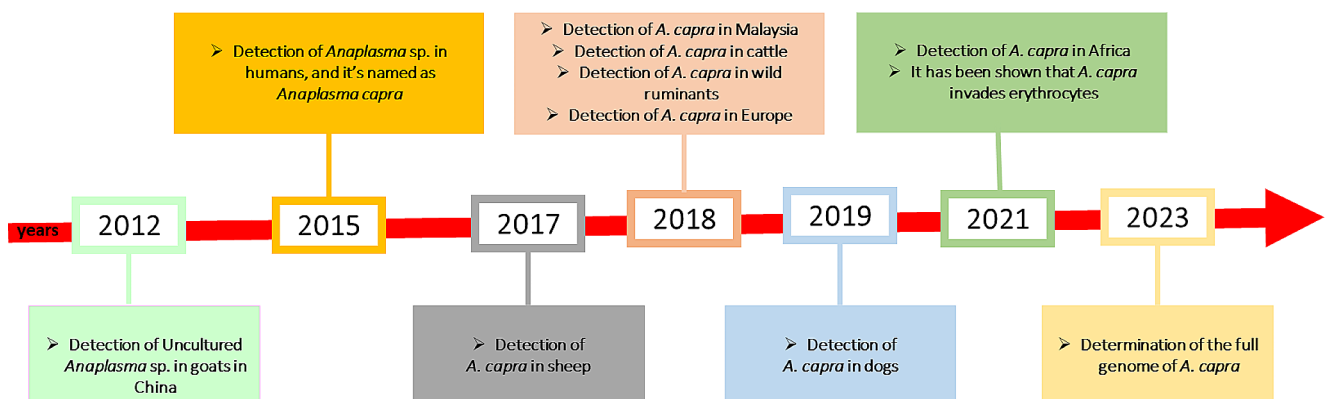 ➢ Detection of Anaplasma sp. in
humans, and it's named as
Anaplasma capra
➢ Detection of A. capra in Malaysia
➢ Detection of A. capra in cattle
➢ Detection of A. capra in wild
ruminants
➢ Detection of A. capra in Europe
➢ Detection of A. capra in Africa
➢ It has been shown that A. capra
invades erythrocytes
years
2012
2015
2017
2018
2019
2021
2023
➢ Detection of Uncultured
Anaplasma sp. in goats in
China
➢ Detection of
A. capra in sheep
➢ Detection of
A. capra in dogs
➢ Determination of the full
genome of A. capra